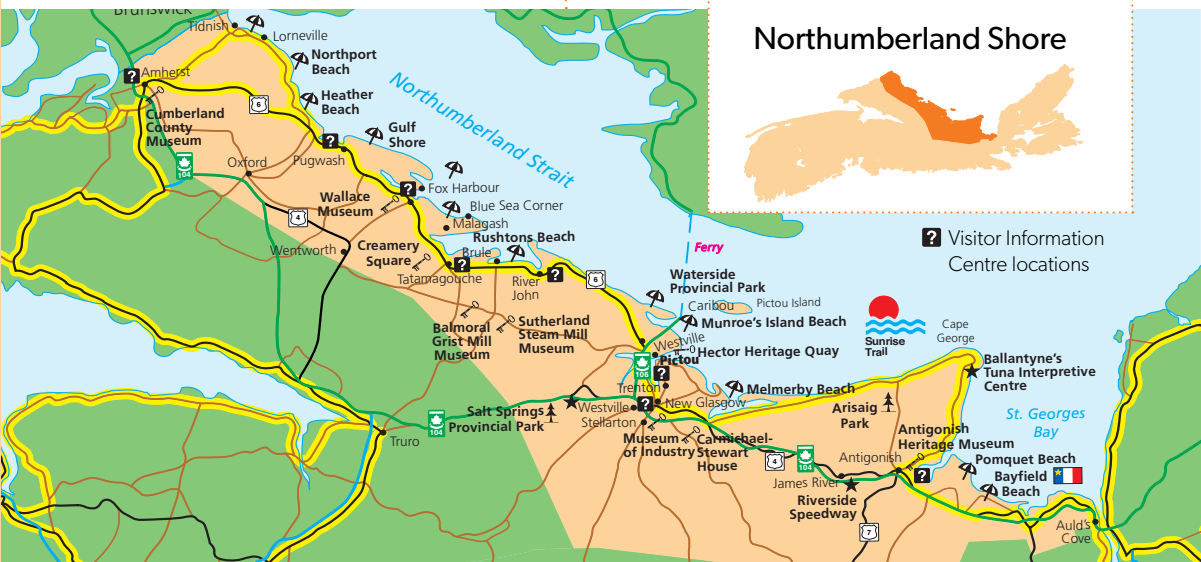 Brunswick
Northumberland Shore
Tidnish
Lorneville
Northport
Beach
? Amherst
Heather
Beach
6
Cumberland
County
Museum
Northumberland Strait
Gulf
Shore
?
Pugwash
Oxford
104
? Fox Harbour
Wallace
Museum
Blue Sea Corner
Malagash
4
Rushtons Beach
Wentworth
Creamery
Square
Brule
?
Tatamagouche
River
John
?
6
Ferry
? Visitor Information
Centre locations
Waterside
Provincial Park
Caribou
Pictou Island
Munroe's Island Beach
Balmoral
Grist Mill
Museum
Sutherland
Steam Mill
Museum
Westville
Pictou
Hector Heritage Quay
106
?
Sunrise
Trail
Cape
George
Ballantyne's
Tuna Interpretive
Centre
Trenton
Melmerby Beach
?
New Glasgow
Salt Springs
Provincial Park
Westville
Stellarton
Arisaig
Park
St. Georges
Bay
104
Truro
Museum
of Industry
Carmichael-
Stewart
House
Antigonish
Heritage Museum
4
104
Antigonish
Pomquet Beach
?
Bayfield
Beach
James River
Riverside
Speedway
7
Auld's
Cove